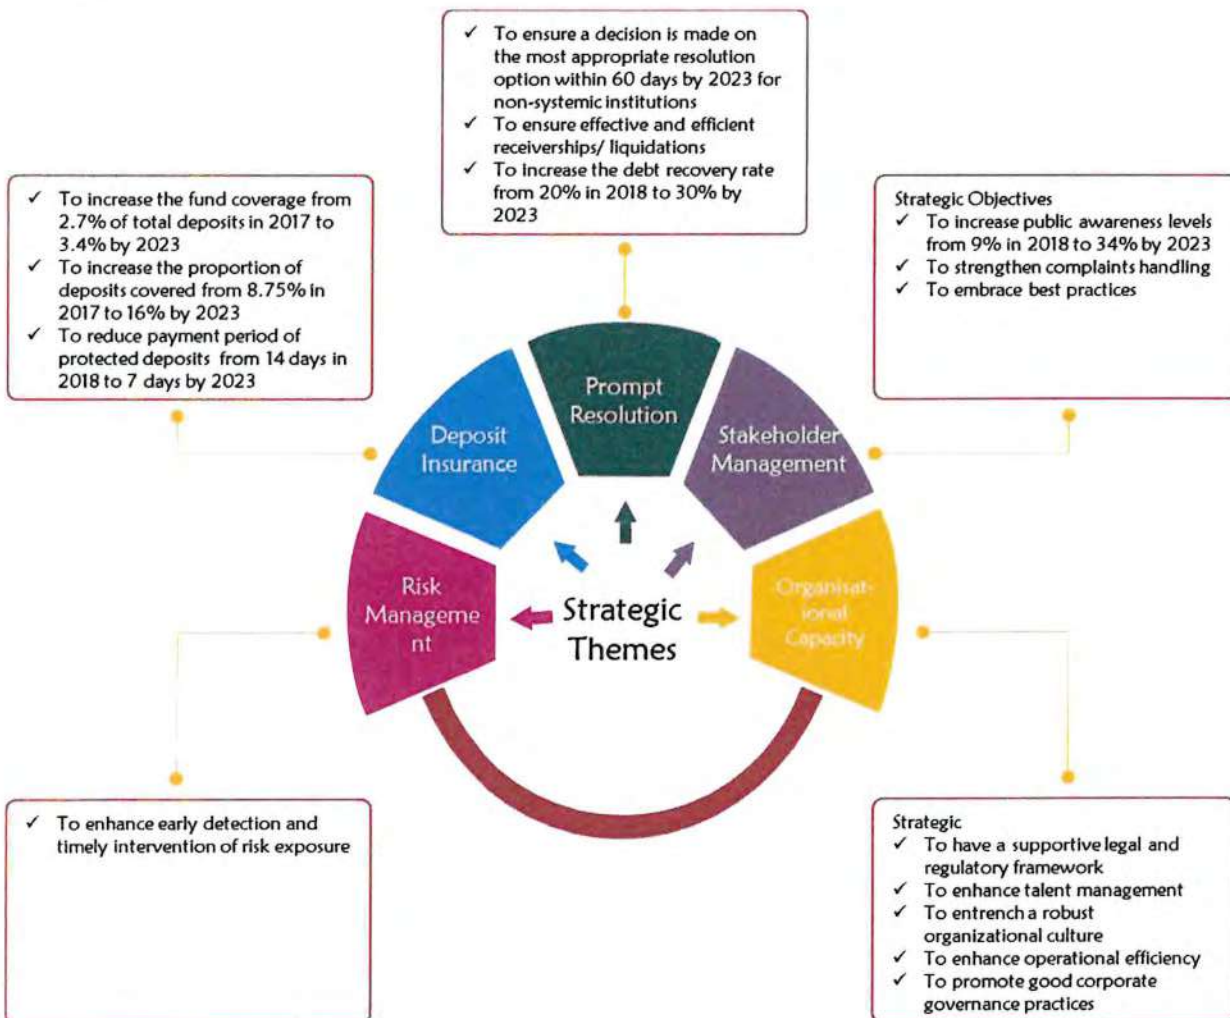 ✓ To ensure a decision is made on
the most appropriate resolution
option within 60 days by 2023 for
non-systemic institutions
✓ To ensure effective and efficient
receiverships/ liquidations
✓ To increase the debt recovery rate
from 20% in 2018 to 30% by
2023
✓ To increase the fund coverage from
2.7% of total deposits in 2017 to
3.4% by 2023
✓ To increase the proportion of
deposits covered from 8.75% in
2017 to 16% by 2023
✓ To reduce payment period of
protected deposits from 14 days in
2018 to 7 days by 2023
Strategic Objectives
✓ To increase public awareness levels
from 9% in 2018 to 34% by 2023
✓ To strengthen complaints handling
✓ To embrace best practices
Prompt
Resolution
Deposit
Insurance
Stakeholder
Management
Risk
Manageme
nt
Strategic
Themes
Organisat-
ional
Capacity
✓ To enhance early detection and
timely intervention of risk exposure
Strategic
✓ To have a supportive legal and
regulatory framework
✓ To enhance talent management
✓ To entrench a robust
organizational culture
✓ To enhance operational efficiency
✓ To promote good corporate
governance practices